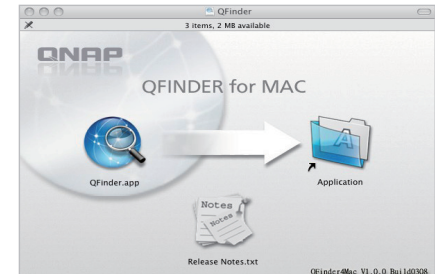 QFinder
3 items, 2 MB available
QNAP
QFINDER for MAC
A
QFinder.app
Application
Notes
Notes
Release Notes.txt
QFinder4Mac V1.0.0 Build0308